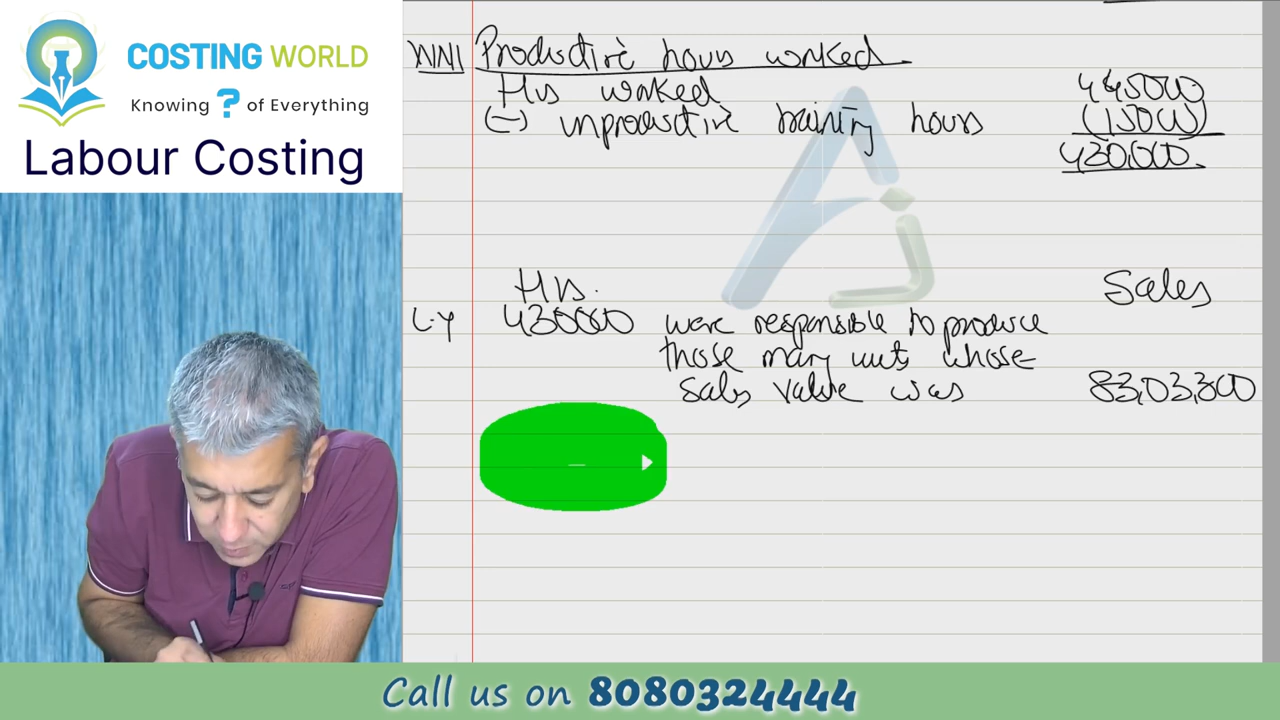 COSTING WORLD
Knowing ? of Everything
Labour Costing
WN1 Productive hours worked
Hrs worked 445000
(-) unproductive training hours (15000)
430,000
Hrs. Sales
L.Y 430000 were responsible to produce
those many units whose
sales value was 83,03,300
Call us on 8080324444